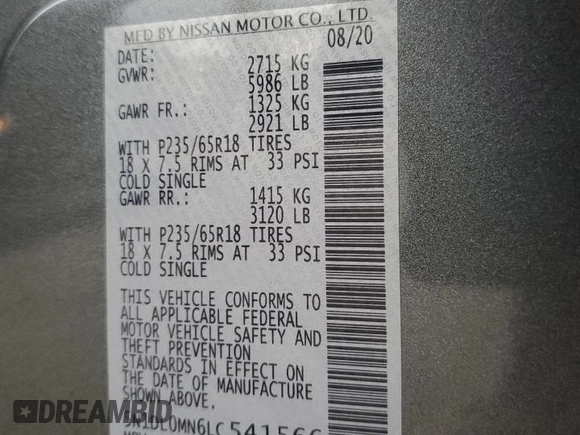 MFD BY NISSAN MOTOR CO., LTD.
DATE: 08/20
GVWR: 2715 KG
5986 LB
GAWR FR.: 1325 KG
2921 LB
WITH P235/65R18 TIRES
18 X 7.5 RIMS AT 33 PSI
COLD SINGLE
GAWR RR.: 1415 KG
3120 LB
WITH P235/65R18 TIRES
18 X 7.5 RIMS AT 33 PSI
COLD SINGLE
THIS VEHICLE CONFORMS TO
ALL APPLICABLE FEDERAL
MOTOR VEHICLE SAFETY AND
THEFT PREVENTION
STANDARDS IN EFFECT ON
THE DATE OF MANUFACTURE
SHOWN ABOVE.
DREAMBID